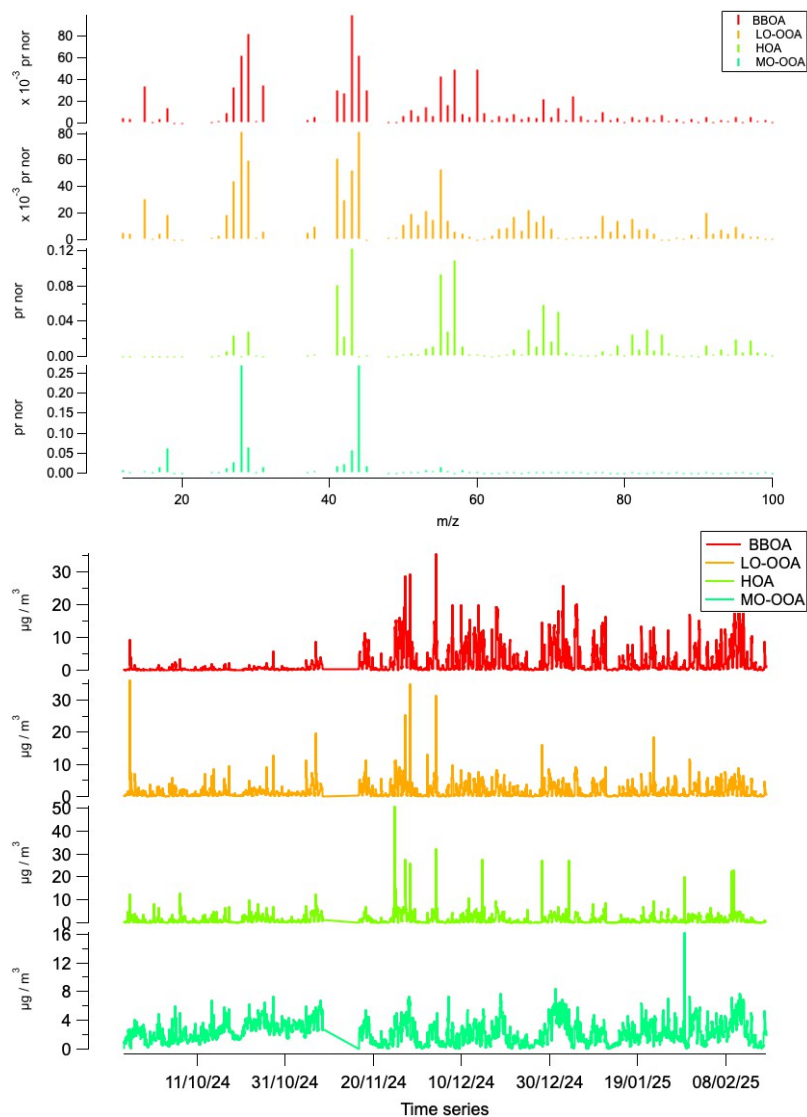 BBOA
LO-OOA
HOA
MO-OOA
x 10⁻³ pr nor
80
60
40
20
0
x 10⁻³ pr nor
80
60
40
20
0
pr nor
0.12
0.08
0.04
0.00
pr nor
0.25
0.20
0.15
0.10
0.05
0.00
20 40 60 80 100
m/z
BBOA
LO-OOA
HOA
MO-OOA
µg / m³
30
20
10
0
µg / m³
30
20
10
0
µg / m³
50
40
30
20
10
0
µg / m³
16
12
8
4
0
11/10/24 31/10/24 20/11/24 10/12/24 30/12/24 19/01/25 08/02/25
Time series